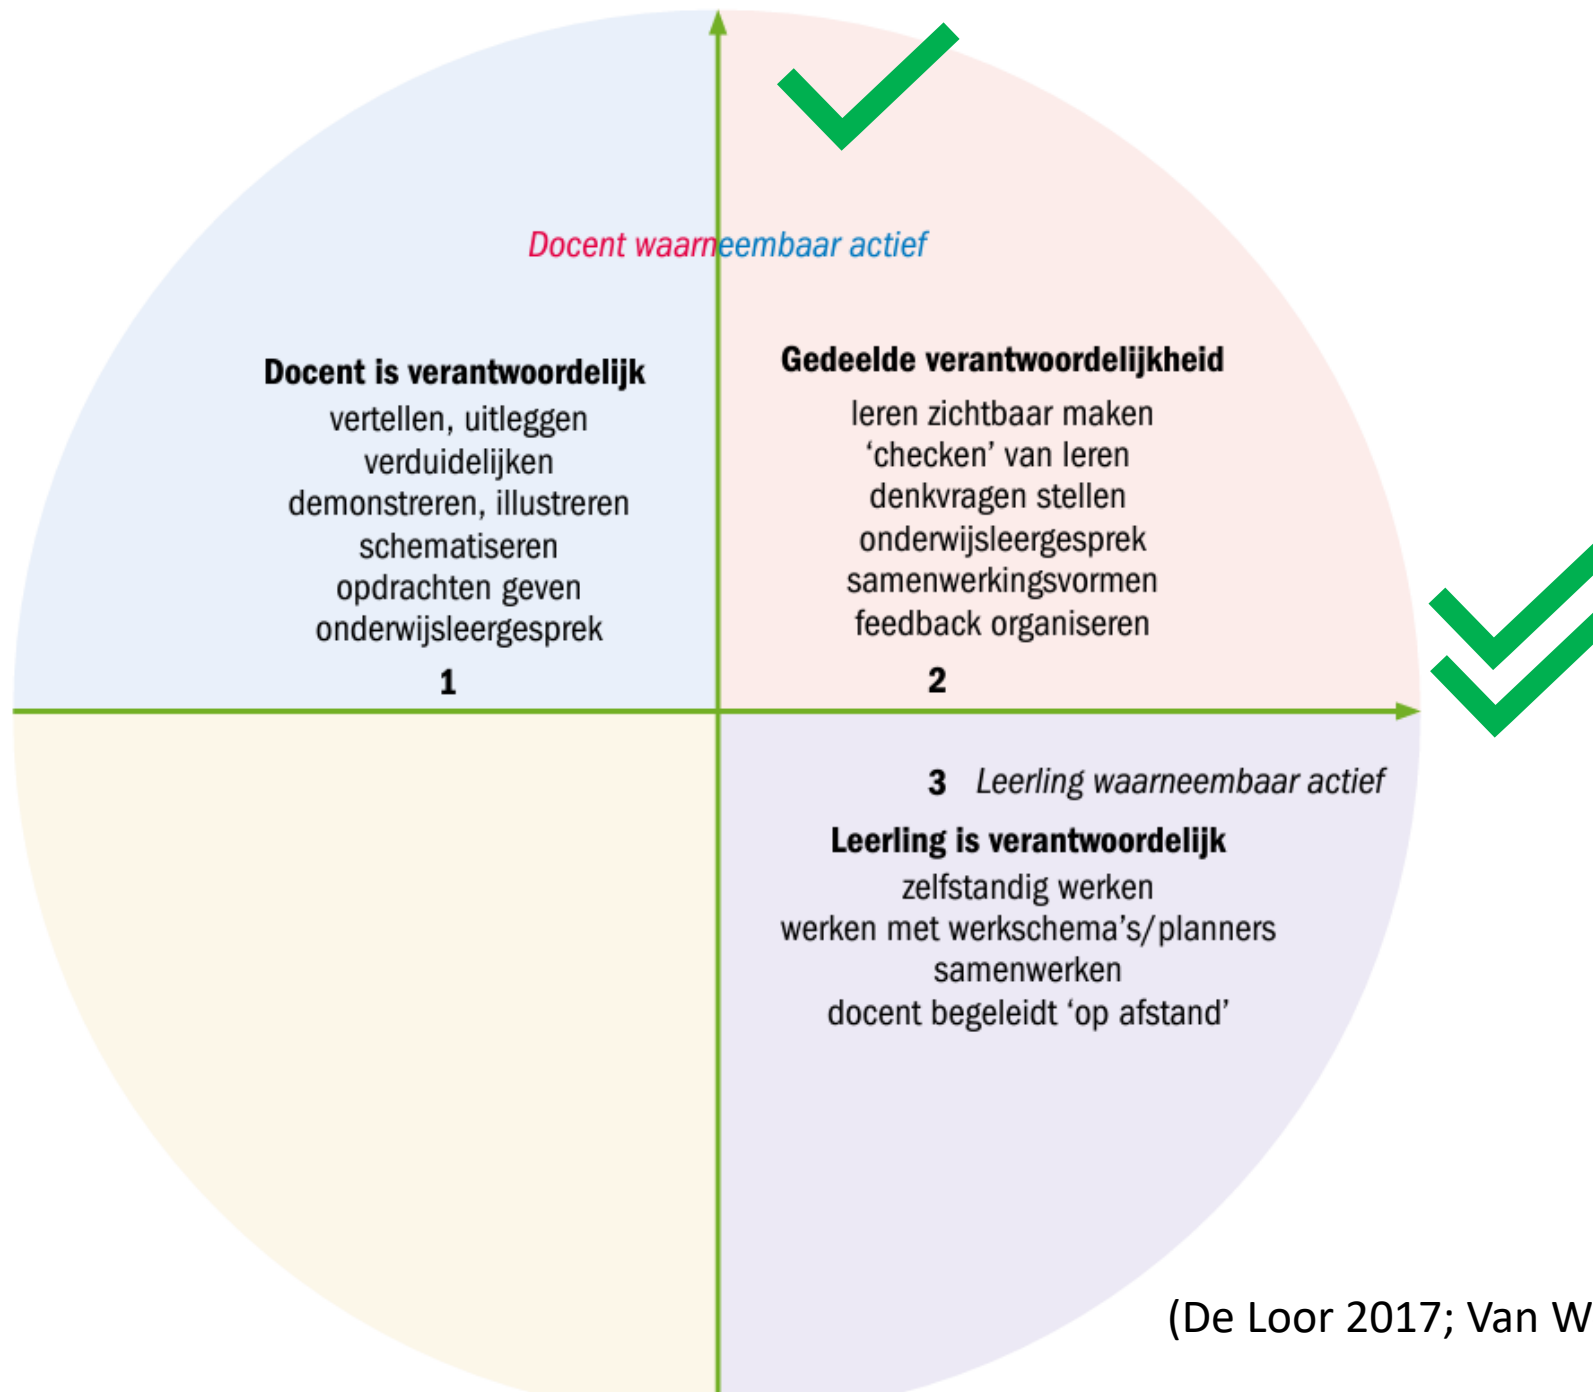 Docent waarneembaar actief
Docent is verantwoordelijk
vertellen, uitleggen
verduidelijken
demonstreren, illustreren
schematiseren
opdrachten geven
onderwijsleergesprek
1
Gedeelde verantwoordelijkheid
leren zichtbaar maken
‘checken’ van leren
denkvragen stellen
onderwijsleergesprek
samenwerkingsvormen
feedback organiseren
2
3 Leerling waarneembaar actief
Leerling is verantwoordelijk
zelfstandig werken
werken met werkschema’s/planners
samenwerken
docent begeleidt ‘op afstand’
(De Loor 2017; Van W